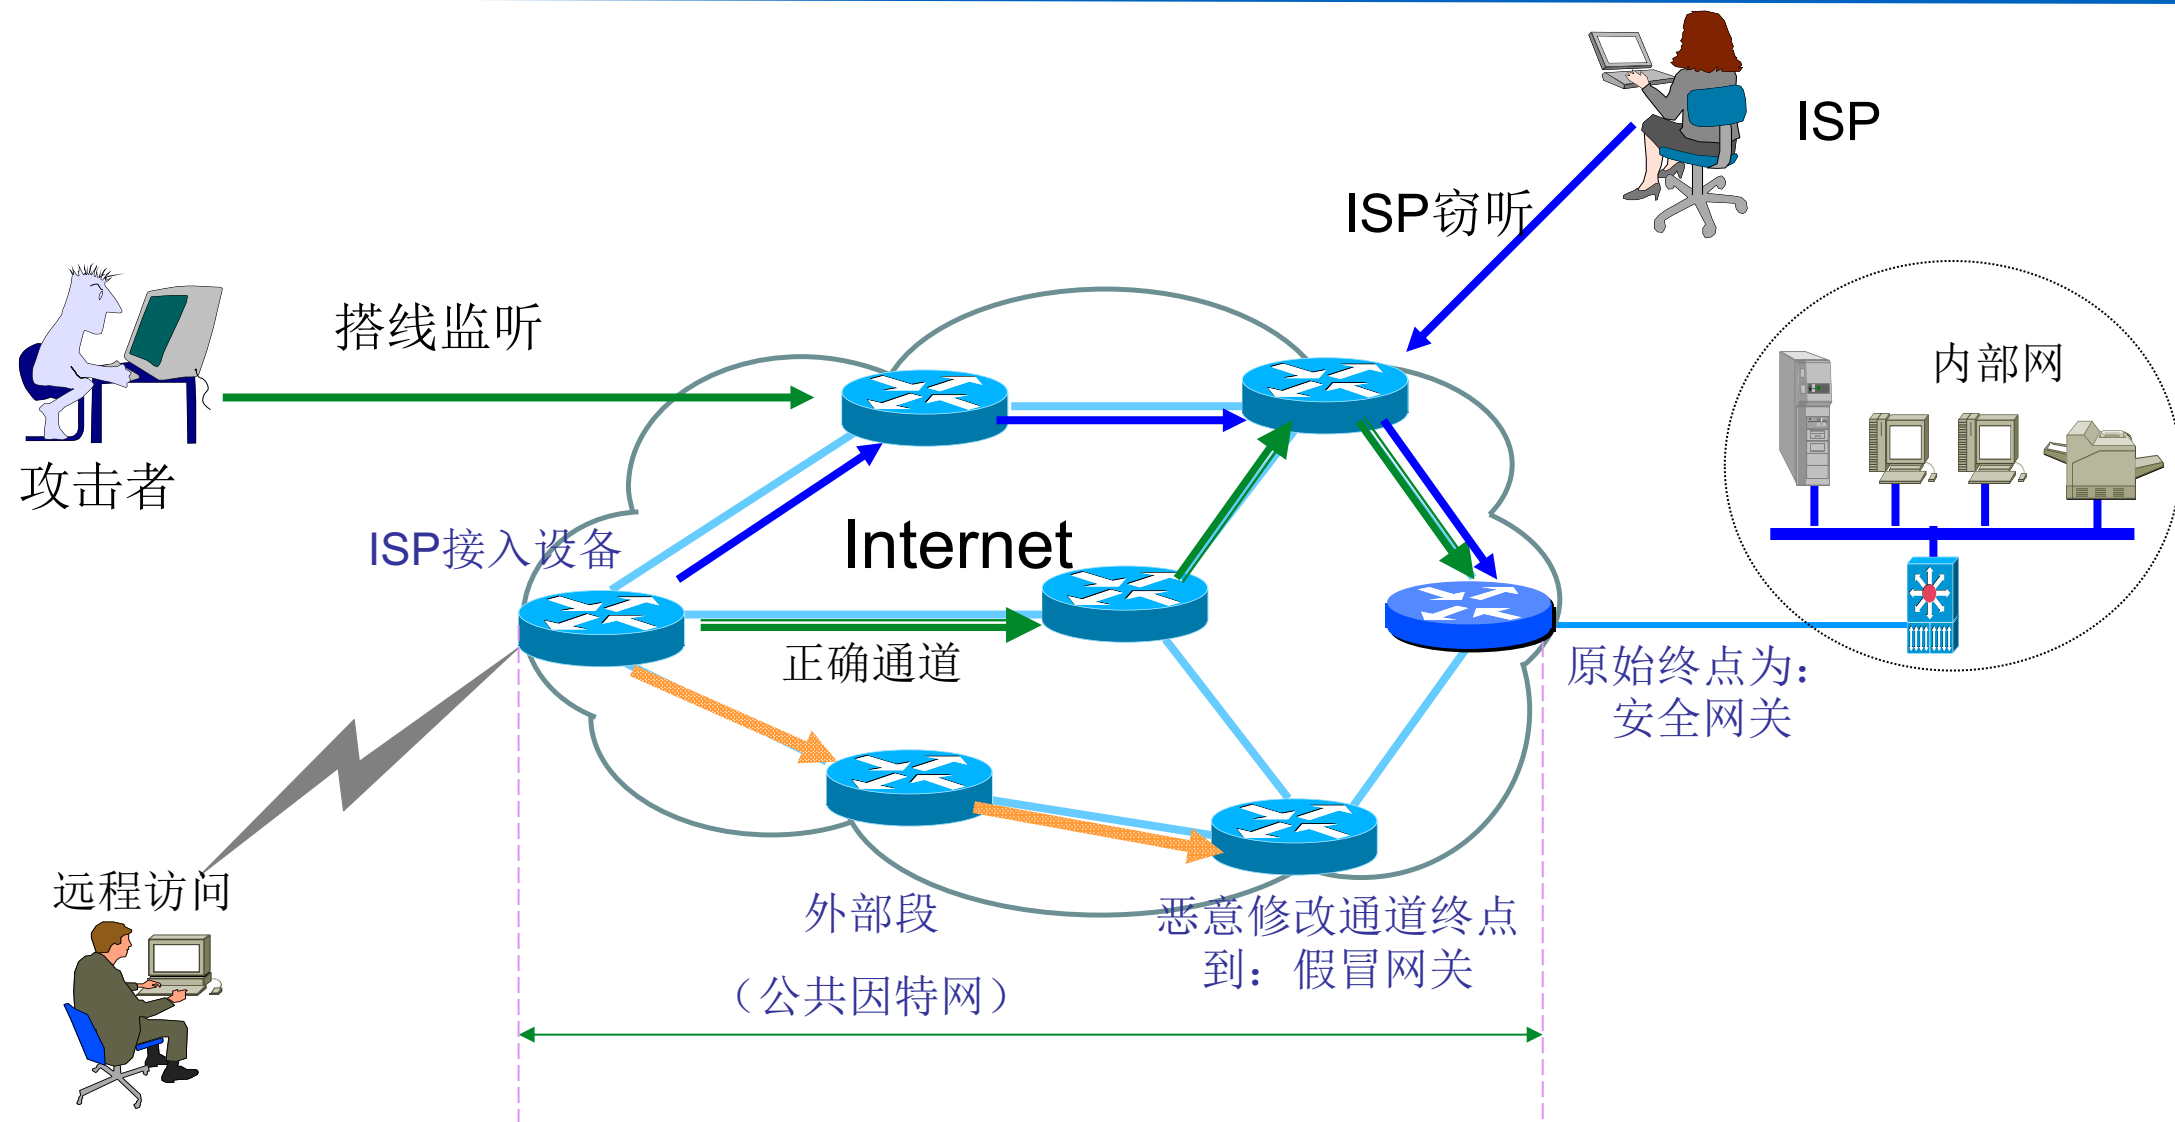 ISP
ISP窃听
搭线监听
内部网
攻击者
ISP接入设备
Internet
正确通道
原始终点为：
安全网关
远程访问
外部段
（公共因特网）
恶意修改通道终点
到：假冒网关